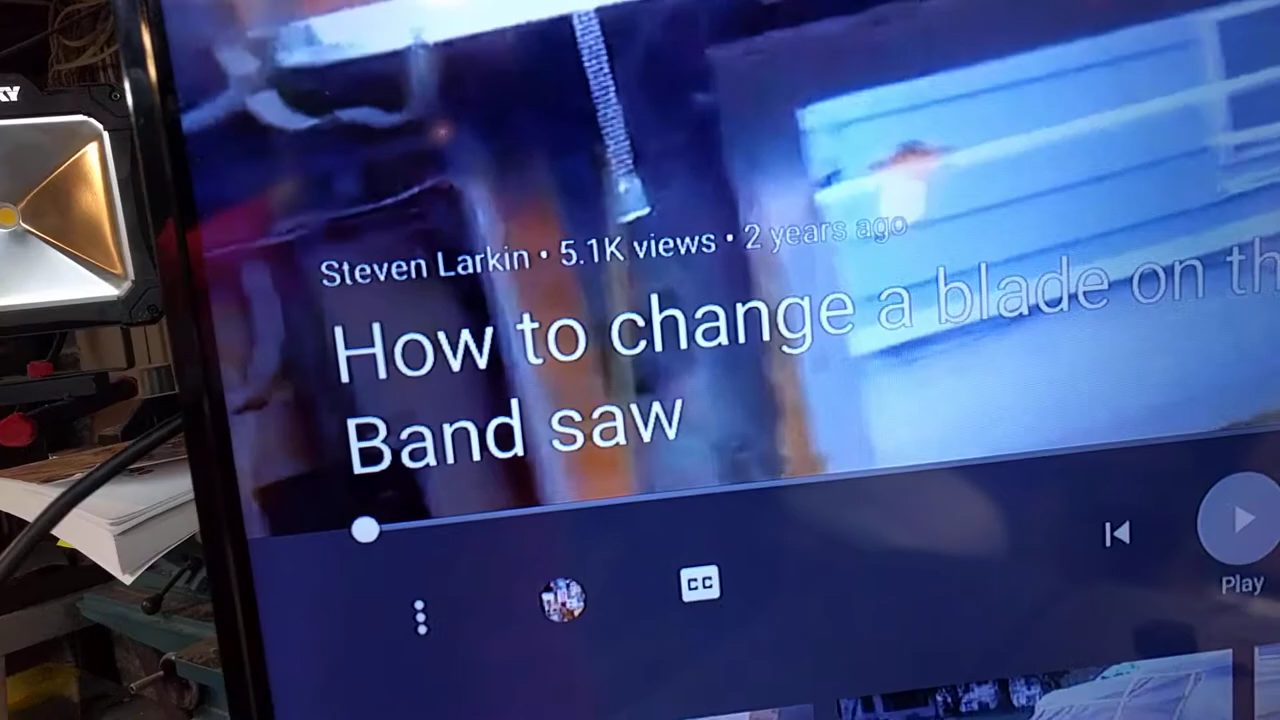 Steven Larkin • 5.1K views • 2 years ago
How to change a blade on th
Band saw
CC
Play